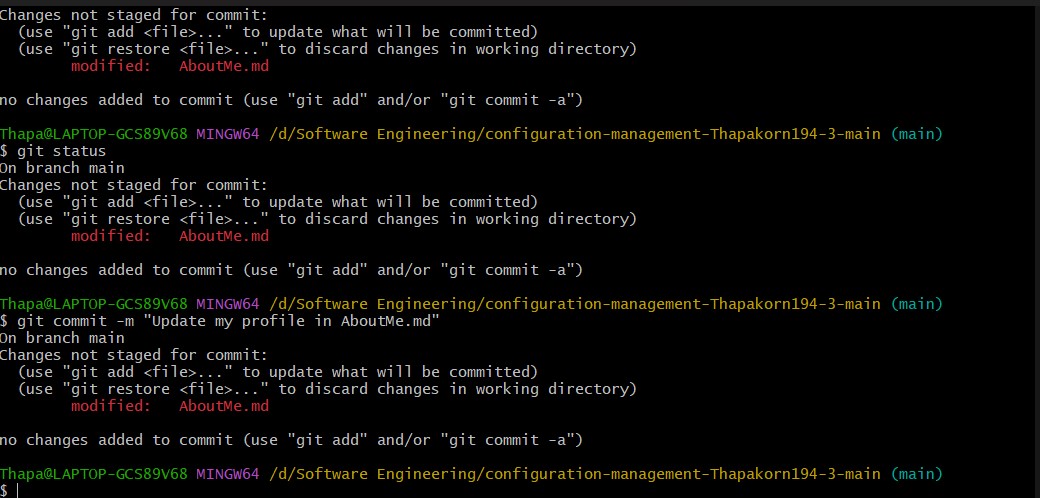 Changes not staged for commit:
  (use "git add <file>..." to update what will be committed)
  (use "git restore <file>..." to discard changes in working directory)
        modified:   AboutMe.md

no changes added to commit (use "git add" and/or "git commit -a")

Thapa@LAPTOP-GCS89V68 MINGW64 /d/Software Engineering/configuration-management-Thapakorn194-3-main (main)
$ git status
On branch main
Changes not staged for commit:
  (use "git add <file>..." to update what will be committed)
  (use "git restore <file>..." to discard changes in working directory)
        modified:   AboutMe.md

no changes added to commit (use "git add" and/or "git commit -a")

Thapa@LAPTOP-GCS89V68 MINGW64 /d/Software Engineering/configuration-management-Thapakorn194-3-main (main)
$ git commit -m "Update my profile in AboutMe.md"
On branch main
Changes not staged for commit:
  (use "git add <file>..." to update what will be committed)
  (use "git restore <file>..." to discard changes in working directory)
        modified:   AboutMe.md

no changes added to commit (use "git add" and/or "git commit -a")

Thapa@LAPTOP-GCS89V68 MINGW64 /d/Software Engineering/configuration-management-Thapakorn194-3-main (main)
$